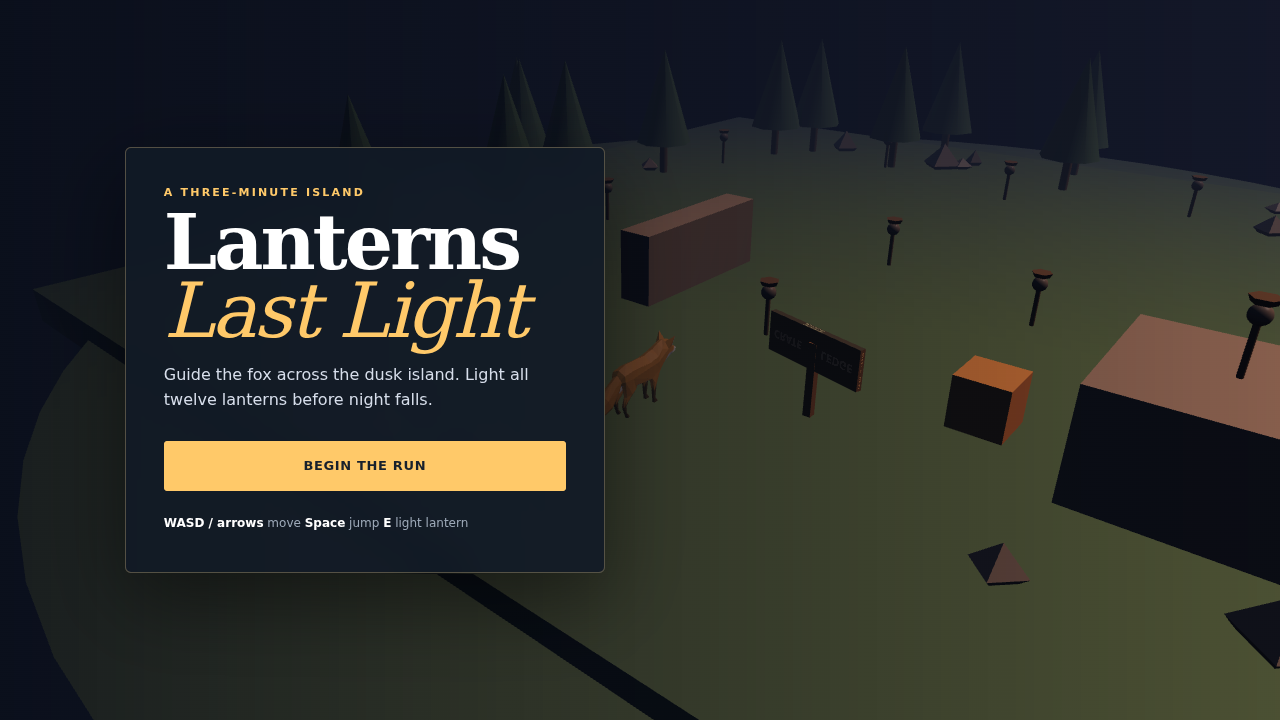 A THREE-MINUTE ISLAND
Lanterns
Last Light
Guide the fox across the dusk island. Light all
twelve lanterns before night falls.
BEGIN THE RUN
WASD / arrows move Space jump E light lantern